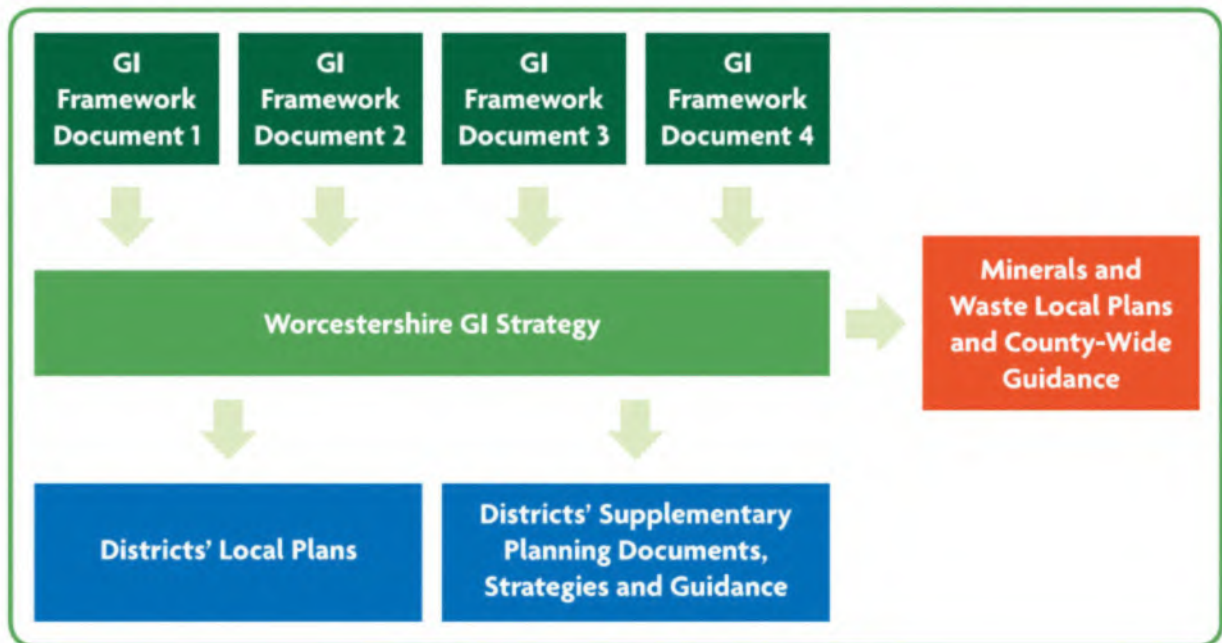 GI
Framework
Document 1
GI
Framework
Document 2
GI
Framework
Document 3
GI
Framework
Document 4
Worcestershire GI Strategy
Minerals and
Waste Local Plans
and County-Wide
Guidance
Districts’ Local Plans
Districts’ Supplementary
Planning Documents,
Strategies and Guidance